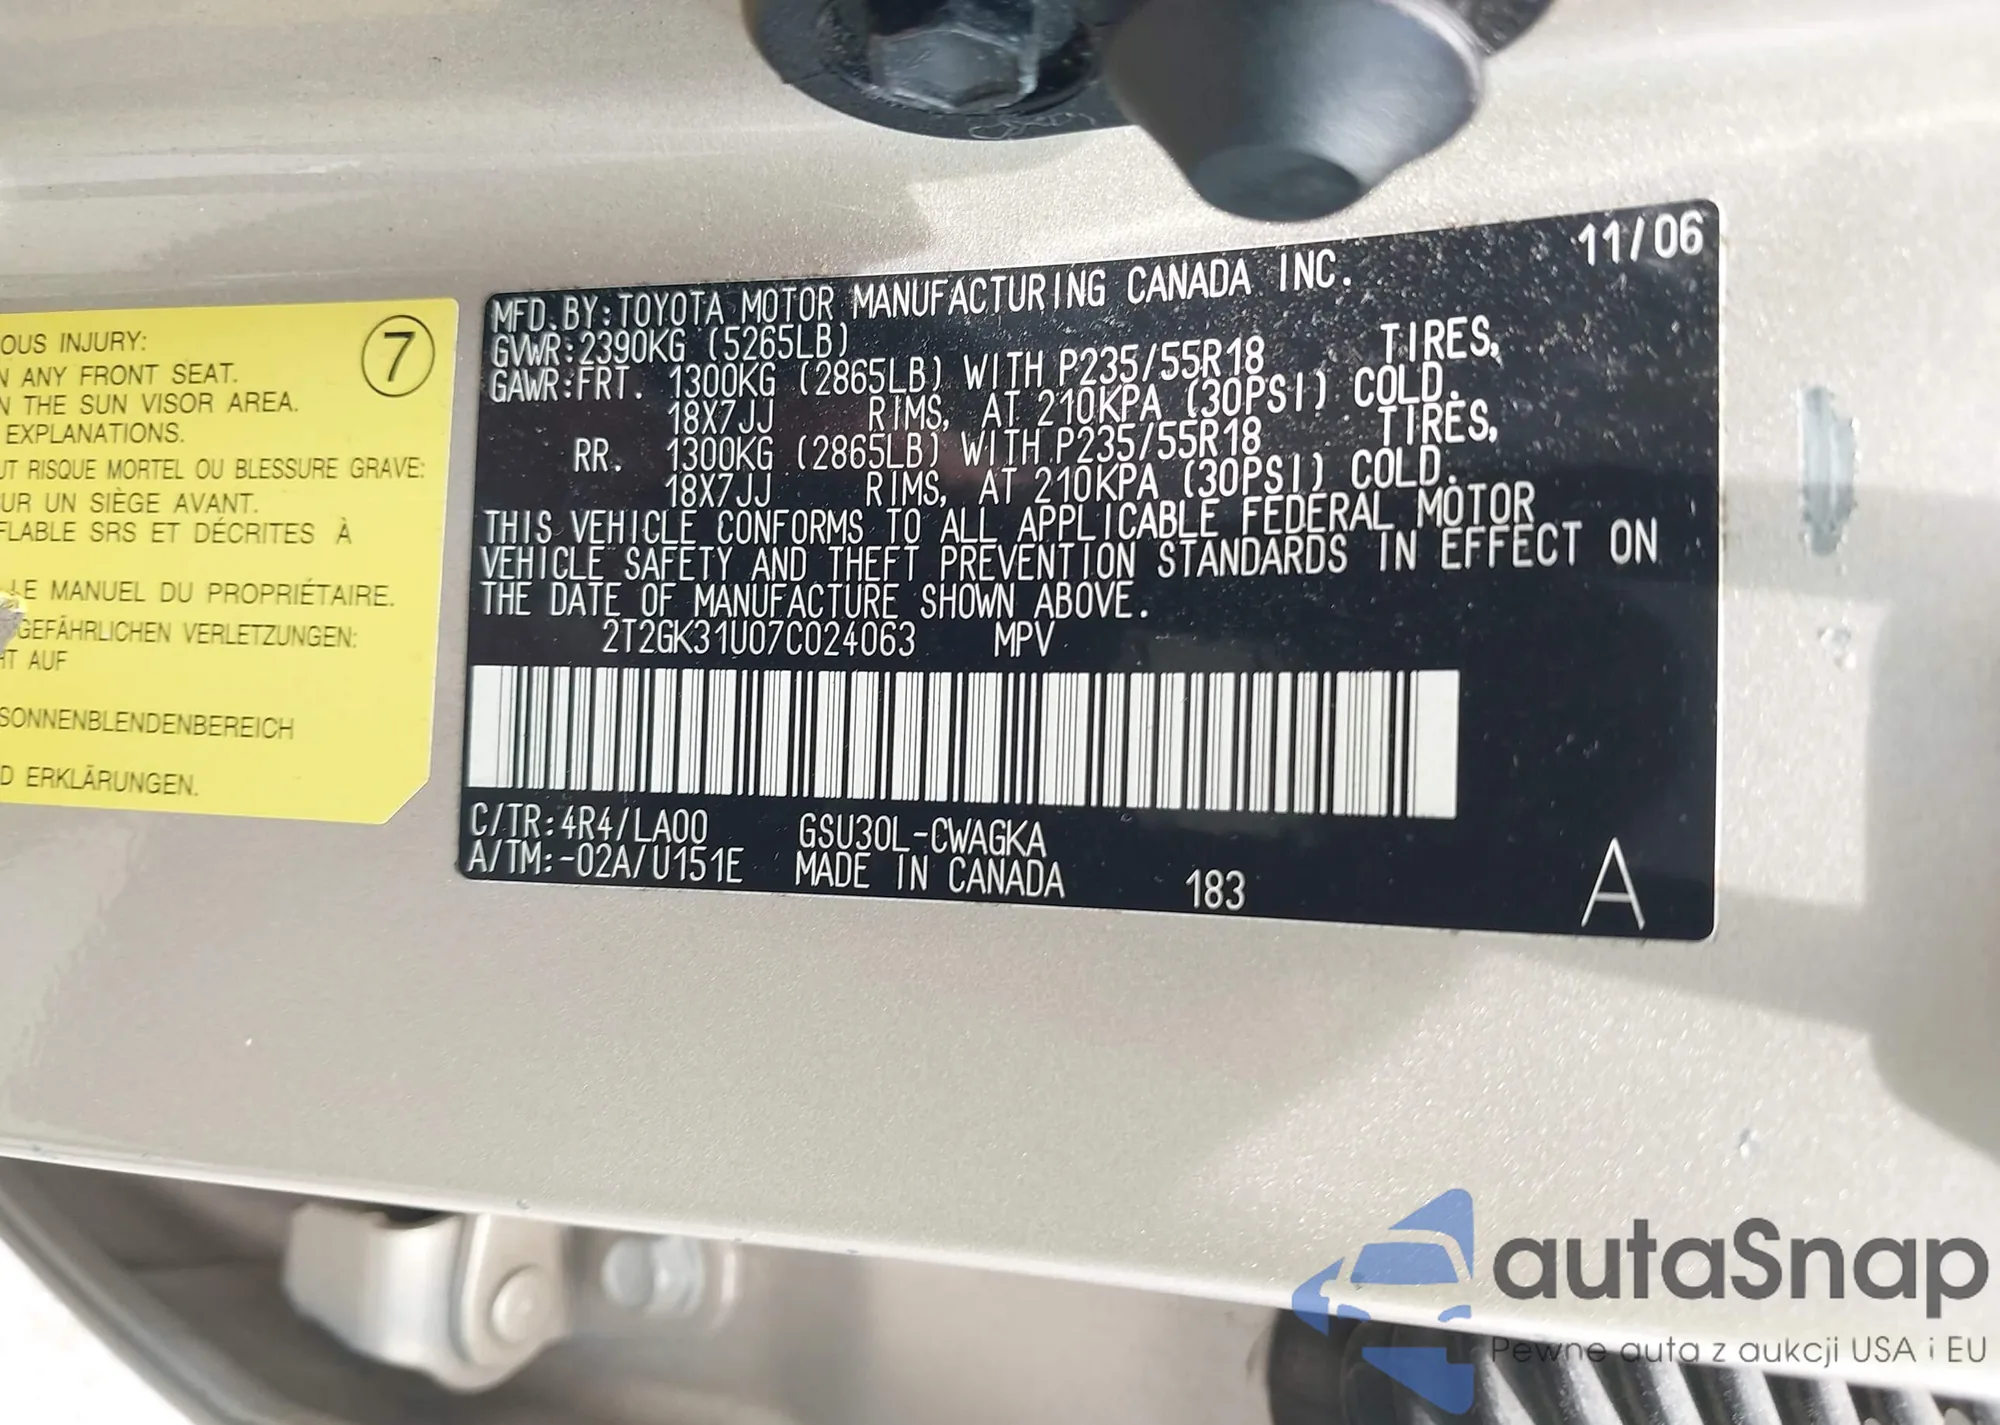 OUS INJURY:
N ANY FRONT SEAT.
N THE SUN VISOR AREA.
EXPLANATIONS.
UT RISQUE MORTEL OU BLESSURE GRAVE:
UR UN SIÈGE AVANT.
FLABLE SRS ET DÉCRITES À
LE MANUEL DU PROPRIÉTAIRE.
GEFÄHRLICHEN VERLETZUNGEN:
HT AUF
SONNENBLENDENBEREICH
D ERKLÄRUNGEN.
7
11/06
MFD.BY:TOYOTA MOTOR MANUFACTURING CANADA INC.
GVWR:2390KG (5265LB)
GAWR:FRT. 1300KG (2865LB) WITH P235/55R18 TIRES,
18X7JJ RIMS, AT 210KPA (30PSI) COLD.
RR. 1300KG (2865LB) WITH P235/55R18 TIRES,
18X7JJ RIMS, AT 210KPA (30PSI) COLD.
THIS VEHICLE CONFORMS TO ALL APPLICABLE FEDERAL MOTOR
VEHICLE SAFETY AND THEFT PREVENTION STANDARDS IN EFFECT ON
THE DATE OF MANUFACTURE SHOWN ABOVE.
2T2GK31U07C024063 MPV
C/TR:4R4/LA00 GSU30L-CWAGKA
A/TM:-02A/U151E MADE IN CANADA 183 A
autaSnap
Pewne auta z aukcji USA i EU